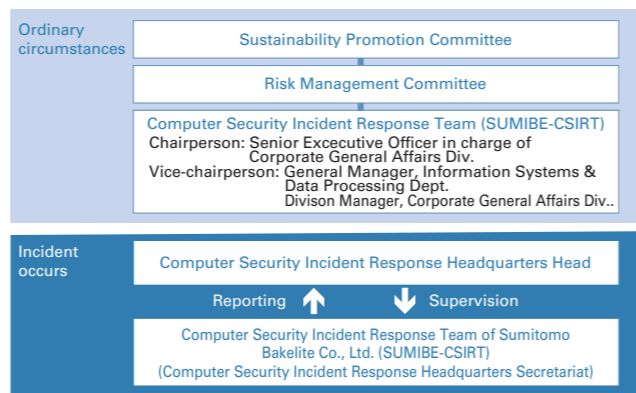 Ordinary
circumstances
Sustainability Promotion Committee
Risk Management Committee
Computer Security Incident Response Team (SUMIBE-CSIRT)
Chairperson: Senior Excecutive Officer in charge of
Corporate General Affairs Div.
Vice-chairperson: General Manager, Information Systems &
Data Processing Dept.
Divison Manager, Corporate General Affairs Div..
Incident
occurs
Computer Security Incident Response Headquarters Head
Reporting
Supervision
Computer Security Incident Response Team of Sumitomo
Bakelite Co., Ltd. (SUMIBE-CSIRT)
(Computer Security Incident Response Headquarters Secretariat)